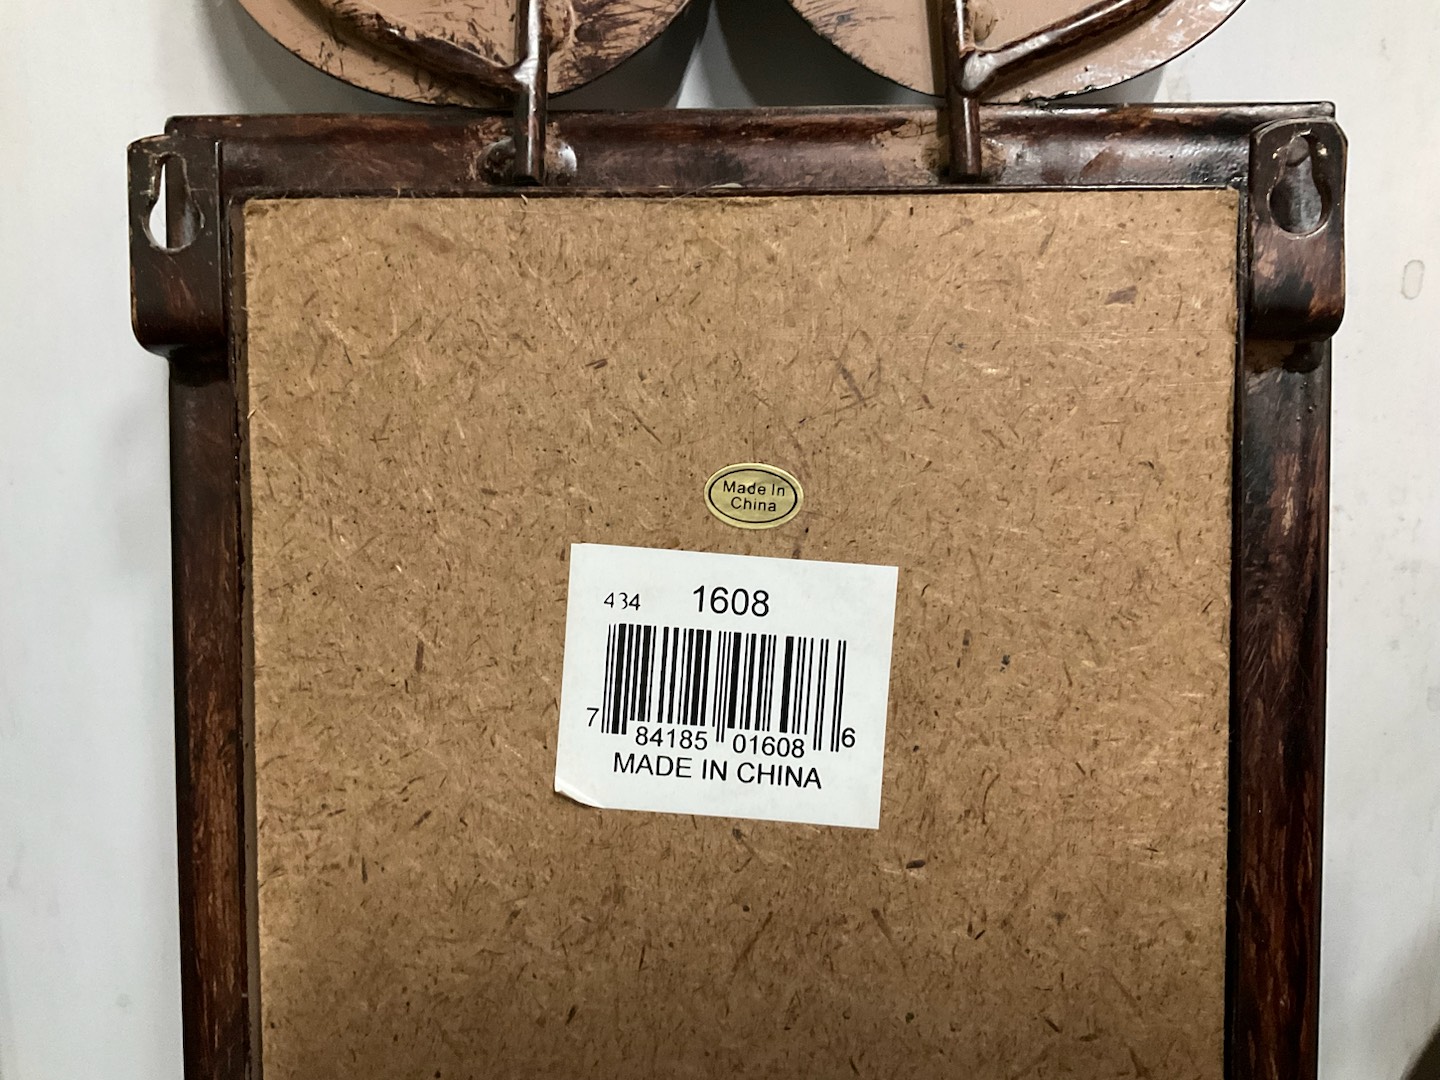 Made In
China
434 1608
7 84185 01608 6
MADE IN CHINA